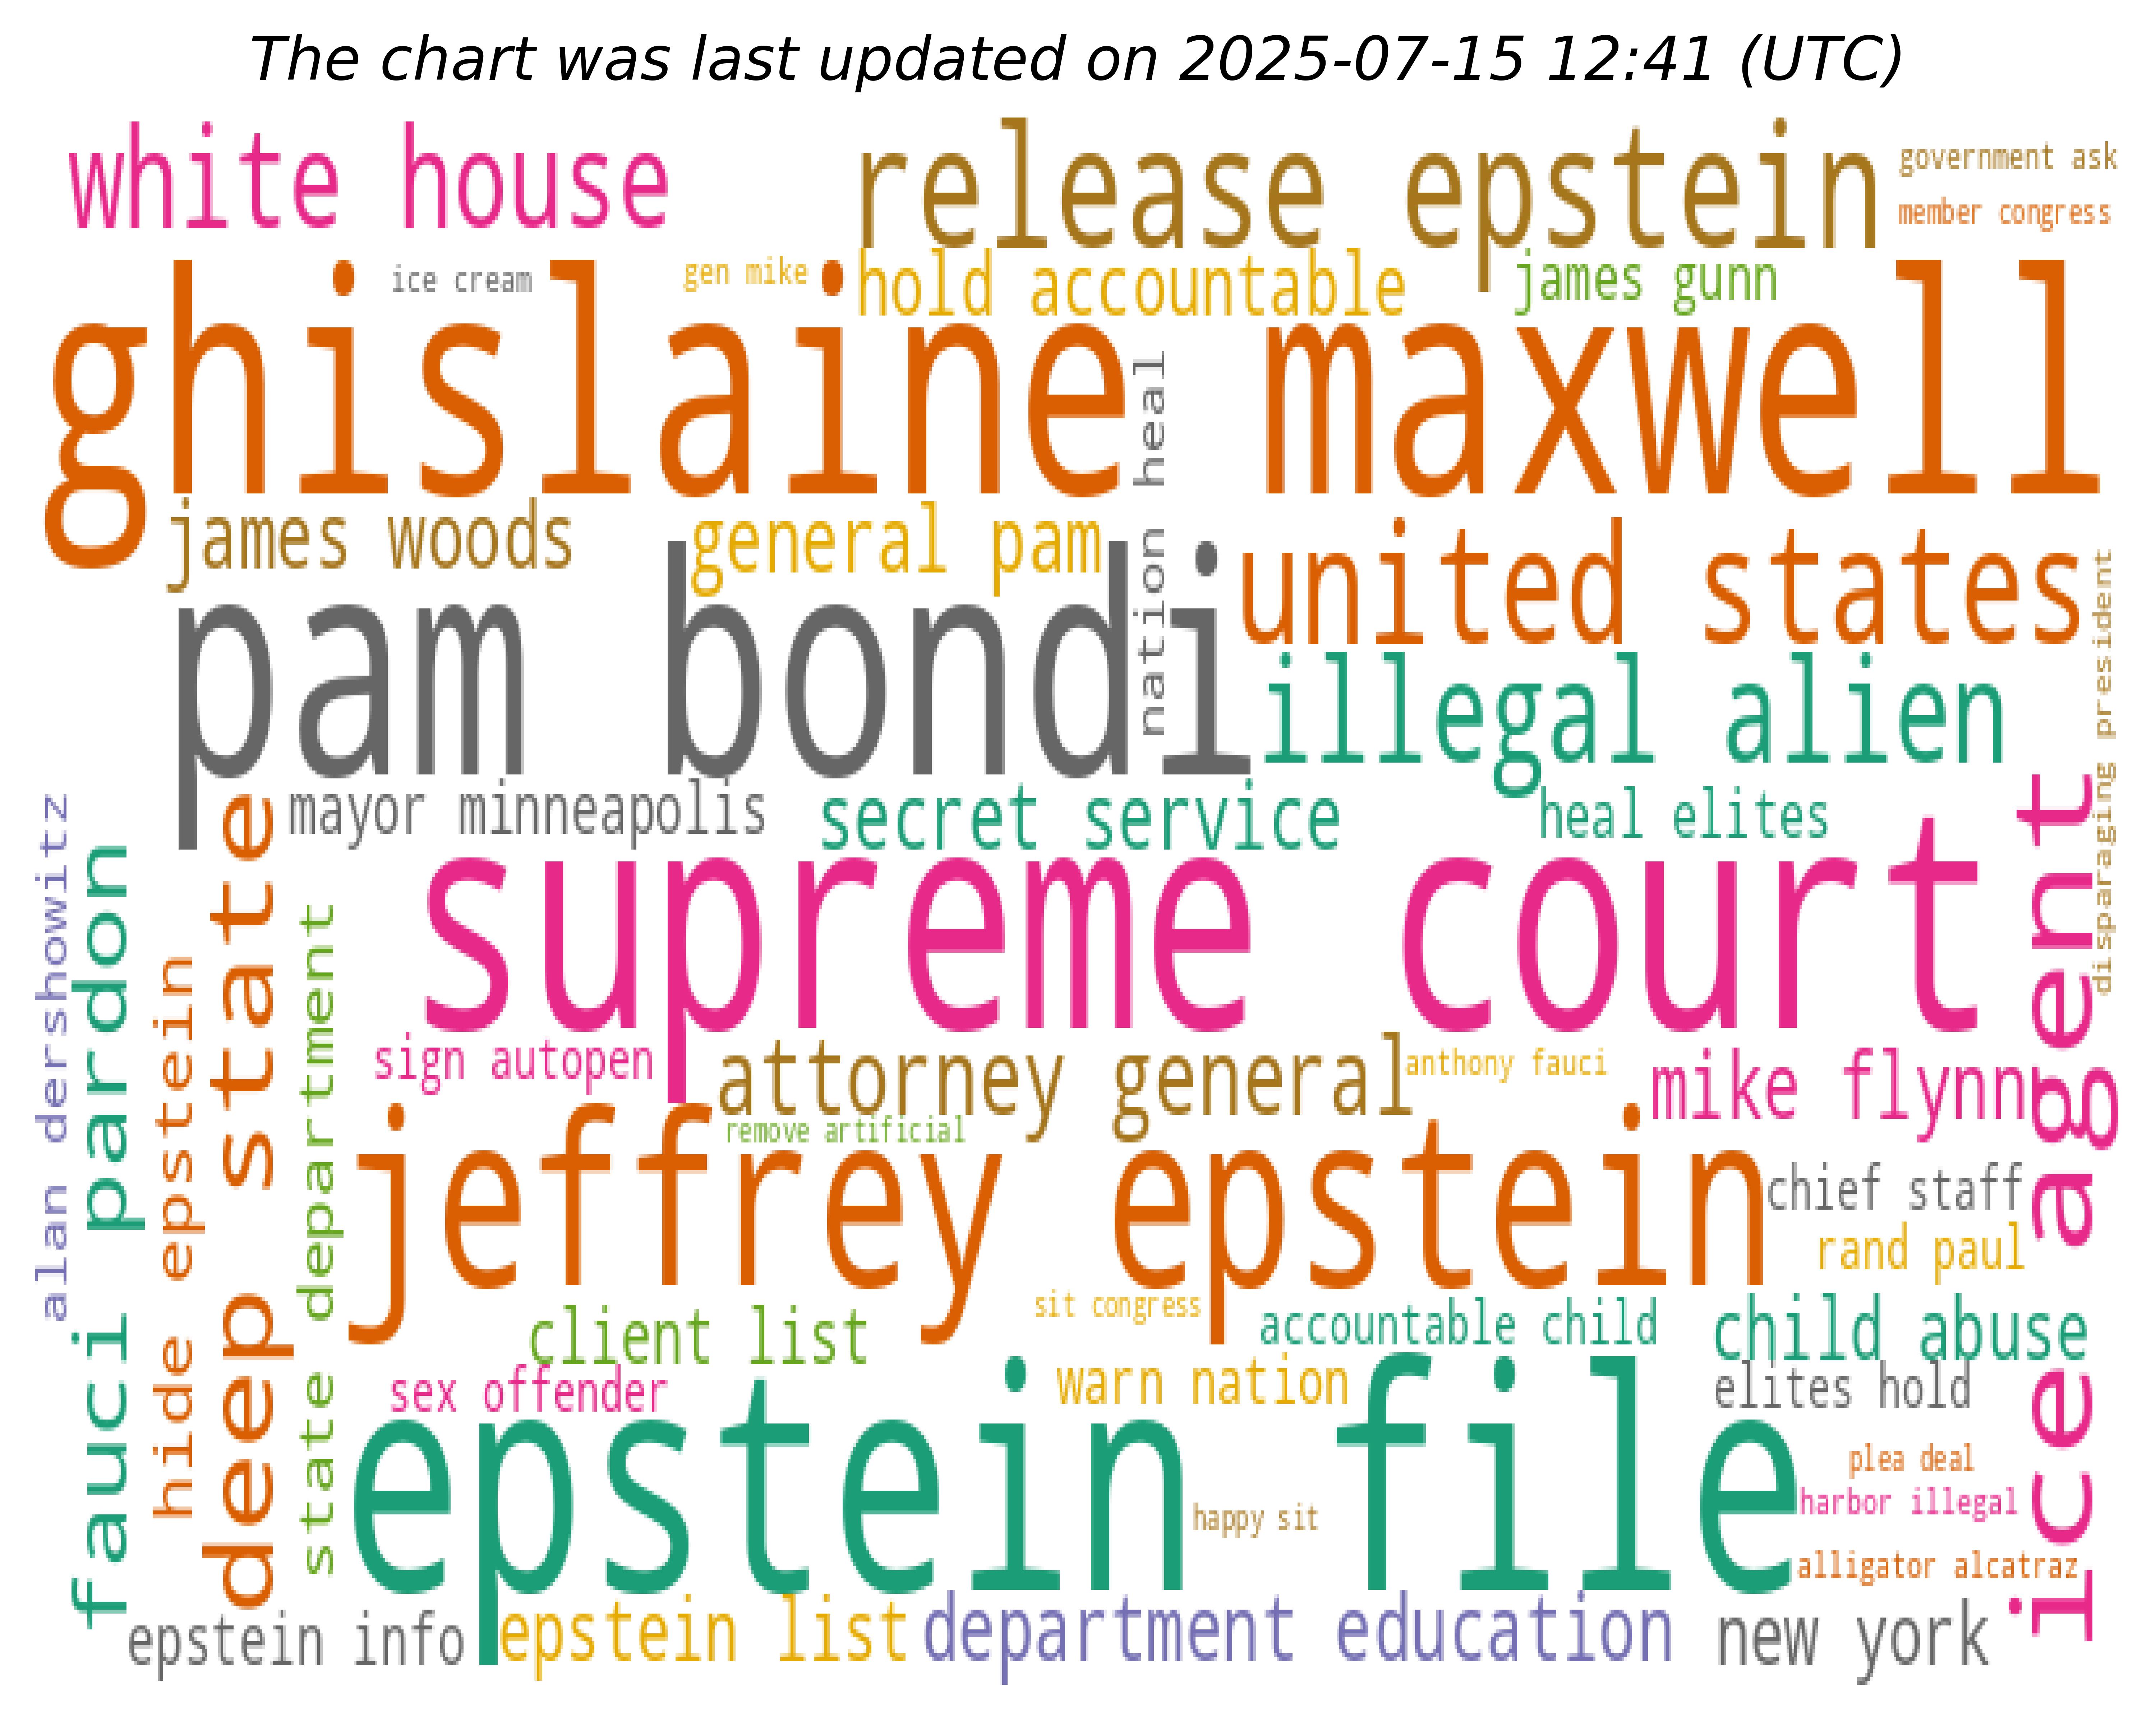 The chart was last updated on 2025-07-15 12:41 (UTC)
white house
release epstein
government ask
member congress
ice cream
gen mike
hold accountable
james gunn
ghislaine maxwell
nation heal
james woods
general pam
united states
disparaging president
pam bondi
illegal alien
mayor minneapolis
secret service
heal elites
alan dershowitz
fauci pardon
hide epstein
deep state
state department
supreme court
ice agent
sign autopen
attorney general
anthony fauci
mike flynn
remove artificial
jeffrey epstein
chief staff
rand paul
sit congress
client list
accountable child
child abuse
sex offender
warn nation
elites hold
epstein file
plea deal
harbor illegal
happy sit
alligator alcatraz
epstein info
epstein list
department education
new york